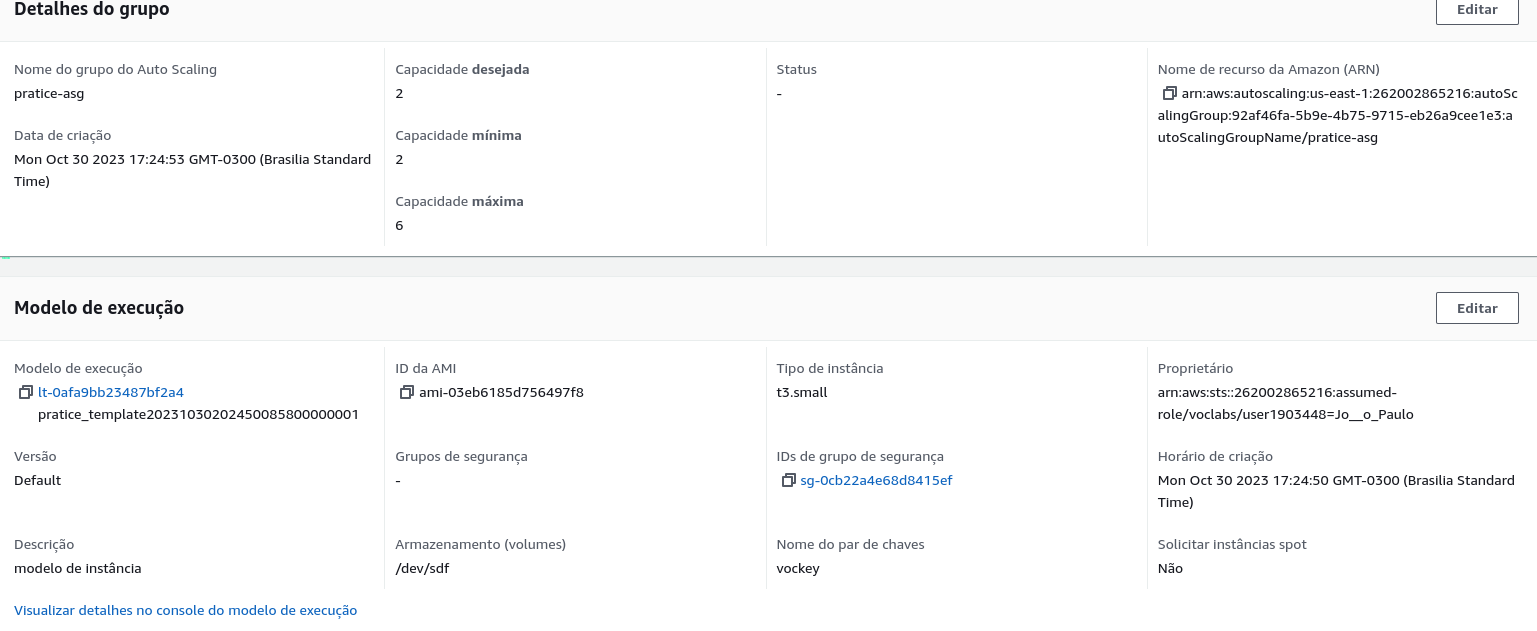 Detalhes do grupo
Editar
Nome do grupo do Auto Scaling
pratice-asg
Data de criação
Mon Oct 30 2023 17:24:53 GMT-0300 (Brasilia Standard
Time)
Capacidade desejada
2
Capacidade mínima
2
Capacidade máxima
6
Status
-
Nome de recurso da Amazon (ARN)
arn:aws:autoscaling:us-east-1:262002865216:autoSc
alingGroup:92af46fa-5b9e-4b75-9715-eb26a9cee1e3:a
utoScalingGroupName/pratice-asg
Modelo de execução
Editar
Modelo de execução
lt-0afa9bb23487bf2a4
pratice_template20231030202450085800000001
Versão
Default
Descrição
modelo de instância
ID da AMI
ami-03eb6185d756497f8
Grupos de segurança
-
Armazenamento (volumes)
/dev/sdf
Tipo de instância
t3.small
IDs de grupo de segurança
sg-0cb22a4e68d8415ef
Nome do par de chaves
vockey
Proprietário
arn:aws:sts::262002865216:assumed-
role/voclabs/user1903448=Jo__o_Paulo
Horário de criação
Mon Oct 30 2023 17:24:50 GMT-0300 (Brasilia Standard
Time)
Solicitar instâncias spot
Não
Visualizar detalhes no console do modelo de execução